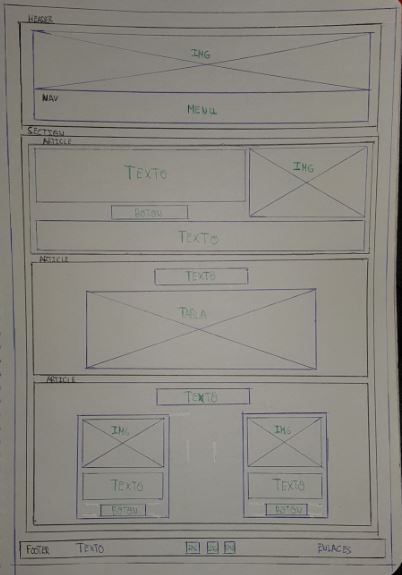 HEADER
IMG
NAV
MENU
SECTION
ARTICLE
TEXTO
IMG
BOTON
TEXTO
ARTICLE
TEXTO
TABLA
ARTICLE
TEXTO
IMG IMG
TEXTO TEXTO
BOTON BOTON
FOOTER TEXTO ENLACES